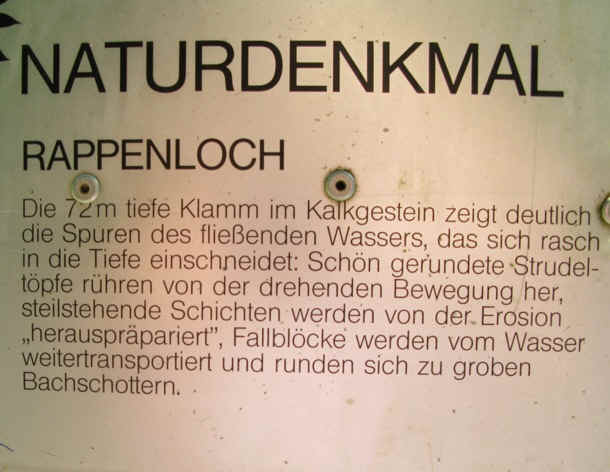 NATURDENKMAL
RAPPENLOCH
Die 72m tiefe Klamm im Kalkgestein zeigt deutlich
die Spuren des fließenden Wassers, das sich rasch
in die Tiefe einschneidet: Schön gerundete Strudel-
töpfe rühren von der drehenden Bewegung her,
steilstehende Schichten werden von der Erosion
„herauspräpariert”, Fallblöcke werden vom Wasser
weitertransportiert und runden sich zu groben
Bachschottern.